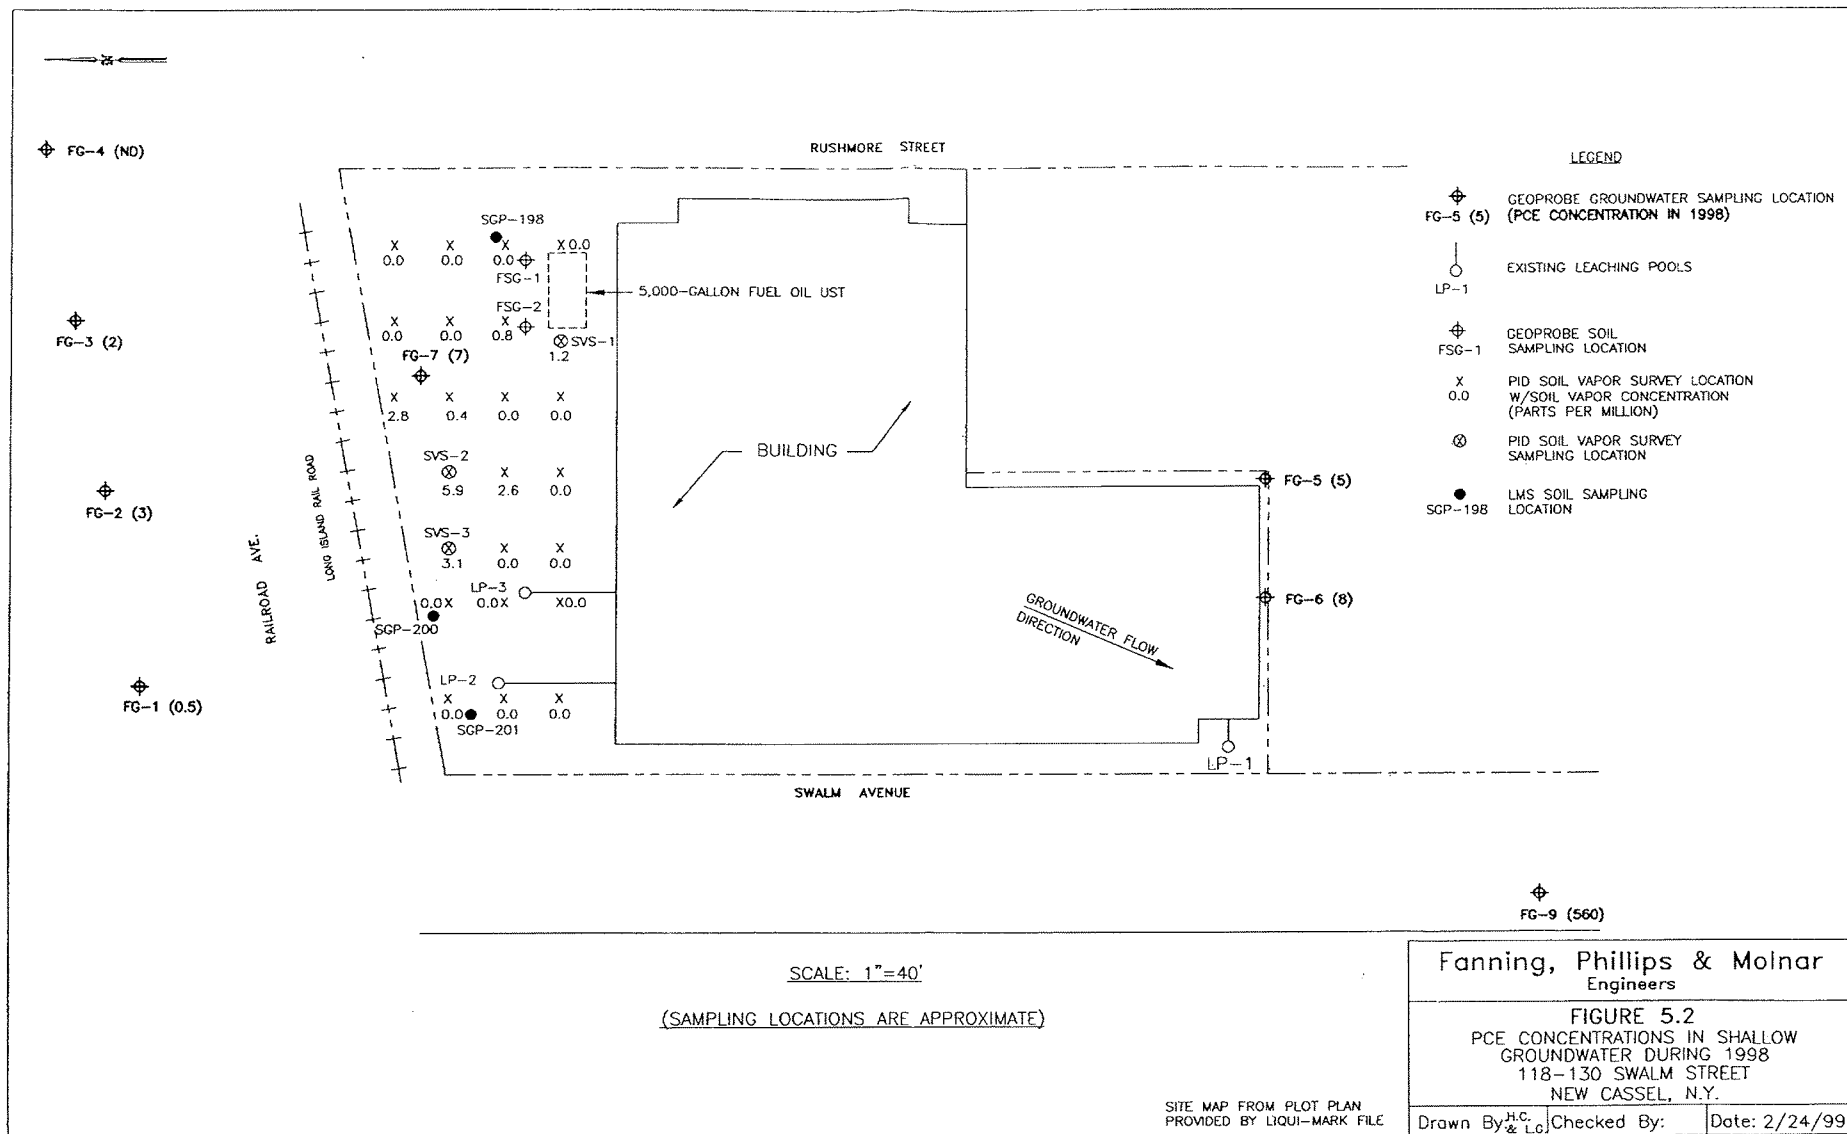 N
FG-4 (ND)
RUSHMORE STREET
LEGEND
GEOPROBE GROUNDWATER SAMPLING LOCATION
FG-5 (5) (PCE CONCENTRATION IN 1998)
EXISTING LEACHING POOLS
LP-1
GEOPROBE SOIL
FSG-1 SAMPLING LOCATION
X PID SOIL VAPOR SURVEY LOCATION
0.0 W/SOIL VAPOR CONCENTRATION
(PARTS PER MILLION)
PID SOIL VAPOR SURVEY
SAMPLING LOCATION
LMS SOIL SAMPLING
SGP-198 LOCATION
SGP-198
X X X X 0.0
0.0 0.0 0.0
FSG-1
5,000-GALLON FUEL OIL UST
FSG-2
X X X
0.0 0.0 0.8
SVS-1
1.2
FG-3 (2)
FG-7 (7)
X X X X
2.8 0.4 0.0 0.0
BUILDING
SVS-2
X X
5.9 2.6 0.0
FG-5 (5)
FG-2 (3)
LONG ISLAND RAIL ROAD
RAILROAD AVE.
SVS-3
X X
3.1 0.0 0.0
LP-3
0.0X 0.0X X0.0
SGP-200
FG-6 (8)
GROUNDWATER FLOW
DIRECTION
LP-2
X X X
0.0 0.0 0.0
SGP-201
FG-1 (0.5)
LP-1
SWALM AVENUE
FG-9 (560)
SCALE: 1"=40'
(SAMPLING LOCATIONS ARE APPROXIMATE)
Fanning, Phillips & Molnar
Engineers
FIGURE 5.2
PCE CONCENTRATIONS IN SHALLOW
GROUNDWATER DURING 1998
118-130 SWALM STREET
NEW CASSEL, N.Y.
SITE MAP FROM PLOT PLAN
PROVIDED BY LIQUI-MARK FILE
Drawn By: H.C. & L.G. Checked By: Date: 2/24/99